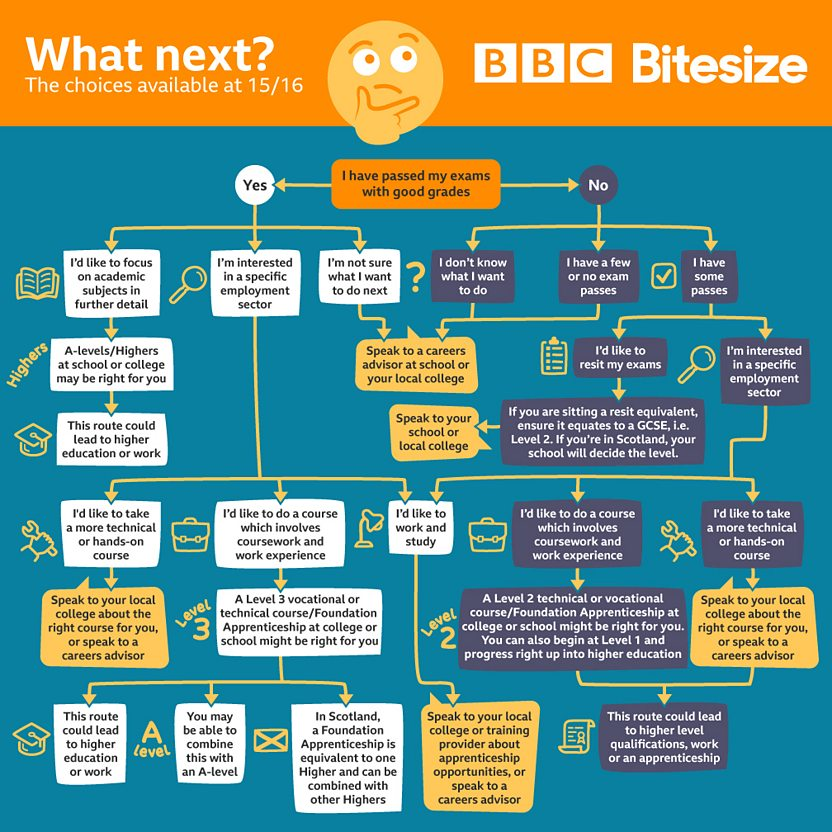 What next?
The choices available at 15/16
BBC Bitesize
I have passed my exams
with good grades
Yes
No
I'd like to focus
on academic
subjects in
further detail
I'm interested
in a specific
employment
sector
I'm not sure
what I want
to do next
?
I don't know
what I want
to do
I have a few
or no exam
passes
I have
some
passes
Highers
A-levels/Highers
at school or college
may be right for you
Speak to a careers
advisor at school or
your local college
I'd like to
resit my exams
I'm interested
in a specific
employment
sector
This route could
lead to higher
education or work
Speak to your
school or
local college
If you are sitting a resit equivalent,
ensure it equates to a GCSE, i.e.
Level 2. If you're in Scotland, your
school will decide the level.
I'd like to take
a more technical
or hands-on
course
I'd like to do a course
which involves
coursework and
work experience
I'd like to
work and
study
I'd like to do a course
which involves
coursework and
work experience
I'd like to take
a more technical
or hands-on
course
Speak to your local
college about the
right course for you,
or speak to a
careers advisor
Level
3
A Level 3 vocational or
technical course/Foundation
Apprenticeship at college or
school might be right for you
Level
2
A Level 2 technical or vocational
course/Foundation Apprenticeship at
college or school might be right for you.
You can also begin at Level 1 and
progress right up into higher education
Speak to your local
college about the
right course for you,
or speak to a
careers advisor
This route
could lead
to higher
education
or work
A
level
You may
be able to
combine
this with
an A-level
In Scotland,
a Foundation
Apprenticeship is
equivalent to one
Higher and can be
combined with
other Highers
Speak to your local
college or training
provider about
apprenticeship
opportunities, or
speak to a
careers advisor
This route could lead
to higher level
qualifications, work
or an apprenticeship